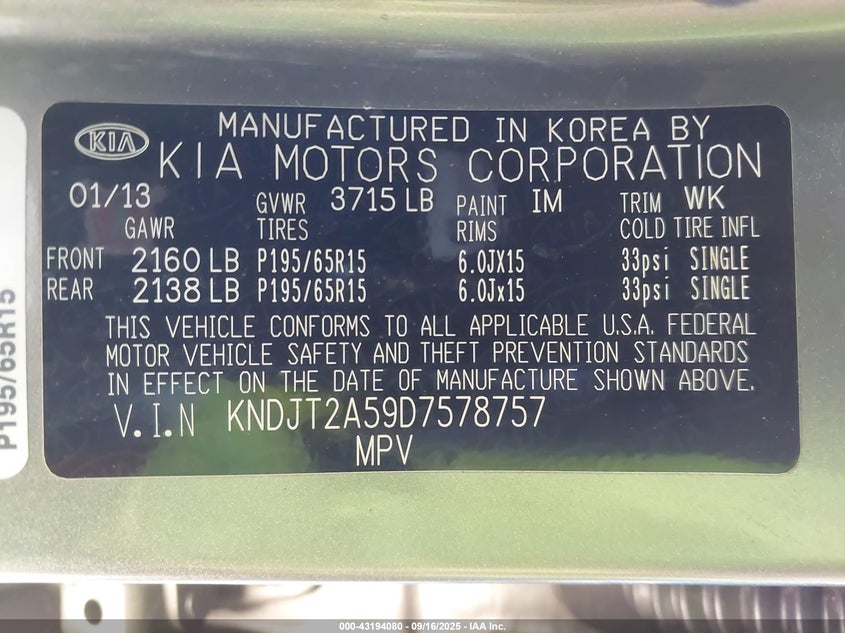 KIA
MANUFACTURED IN KOREA BY
KIA MOTORS CORPORATION
01/13 GVWR 3715 LB PAINT IM TRIM WK
GAWR TIRES RIMS COLD TIRE INFL
FRONT 2160 LB P195/65R15 6.0JX15 33psi SINGLE
REAR 2138 LB P195/65R15 6.0Jx15 33psi SINGLE
THIS VEHICLE CONFORMS TO ALL APPLICABLE U.S.A. FEDERAL
MOTOR VEHICLE SAFETY AND THEFT PREVENTION STANDARDS
IN EFFECT ON THE DATE OF MANUFACTURE SHOWN ABOVE.
V.I.N KNDJT2A59D7578757
MPV
P195/65R15
000-43194080 - 09/16/2025 - IAA Inc.